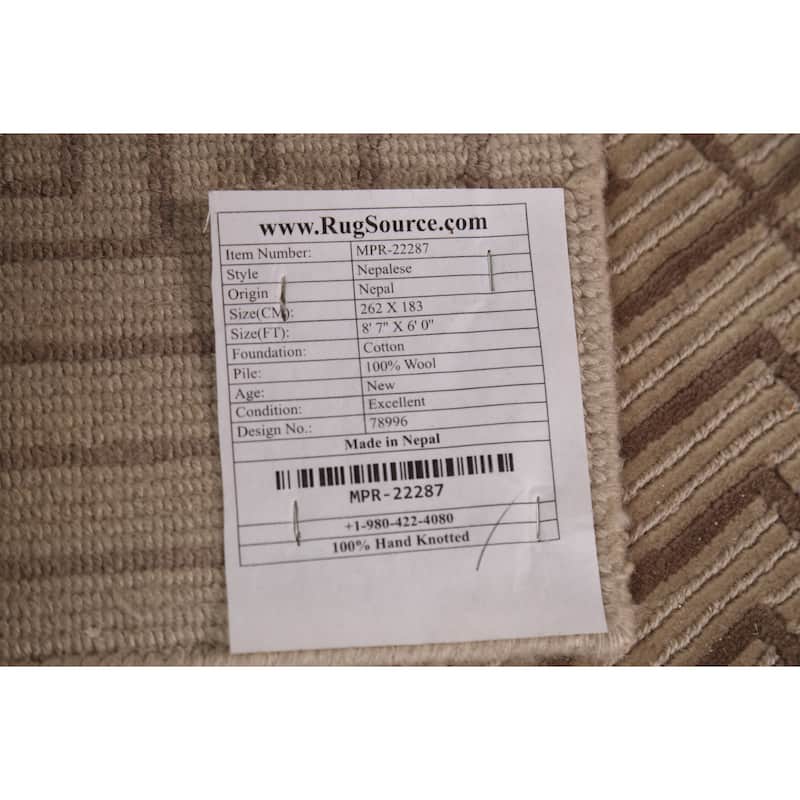 www.RugSource.com
Item Number: MPR-22287
Style Nepalese
Origin Nepal
Size(CM): 262 X 183
Size(FT): 8' 7" X 6' 0"
Foundation: Cotton
Pile: 100% Wool
Age: New
Condition: Excellent
Design No.: 78996
Made in Nepal
MPR-22287
+1-980-422-4080
100% Hand Knotted